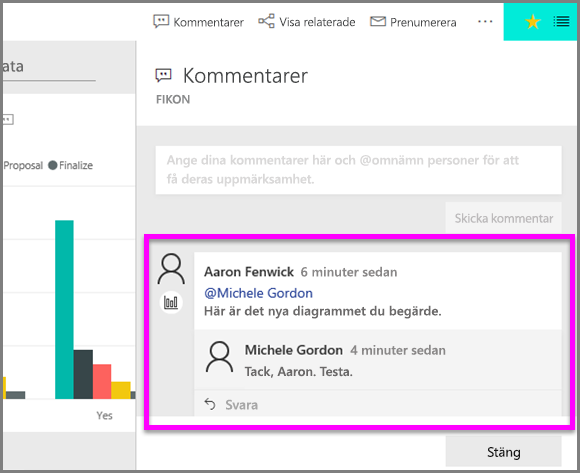 Kommentarer
Visa relaterade
Prenumerera
ata
Kommentarer
FIKON
Ange dina kommentarer här och @omnämn personer för att
få deras uppmärksamhet.
Skicka kommentar
Proposal
Finalize
Aaron Fenwick 6 minuter sedan
@Michele Gordon
Här är det nya diagrammet du begärde.
Michele Gordon 4 minuter sedan
Tack, Aaron. Testa.
Svara
Yes
Stäng